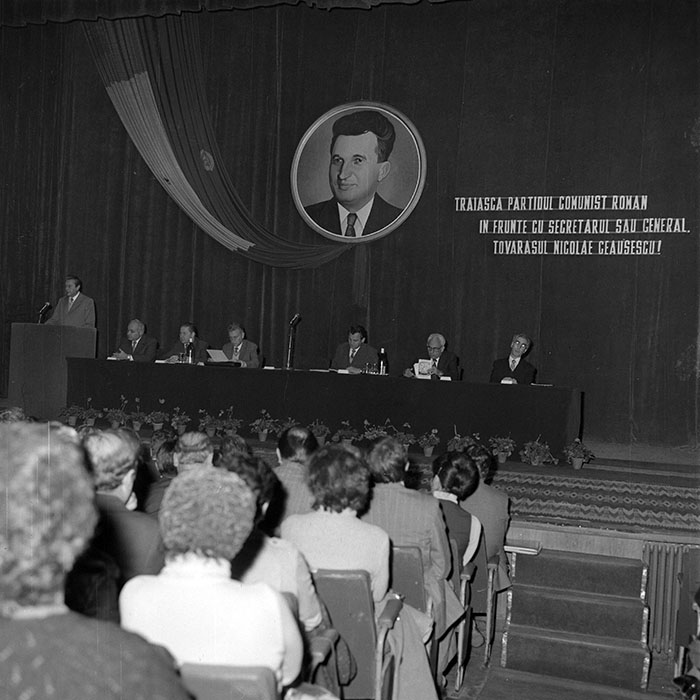 TRAIASCA PARTIDUL COMUNIST ROMAN
IN FRUNTE CU SECRETARUL SAU GENERAL,
TOVARASUL NICOLAE CEAUSESCU!